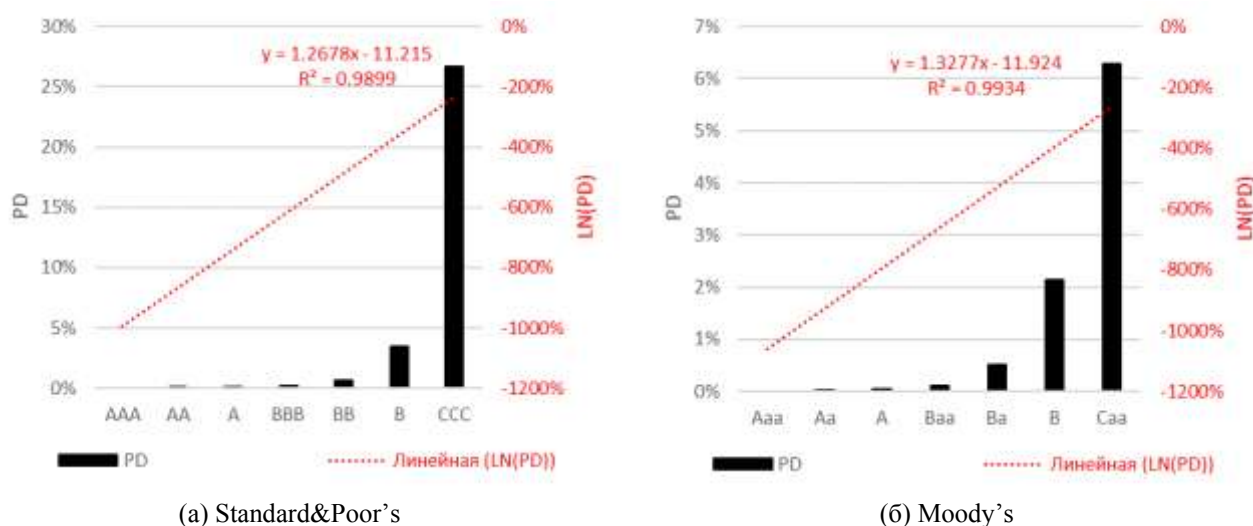 30%
25%
20%
15%
10%
5%
0%
PD
y = 1.2678x - 11.215
R² = 0.9899
0%
-200%
-400%
-600%
-800%
-1000%
-1200%
LN(PD)
AAA AA A BBB BB B CCC
PD Линейная (LN(PD))
(а) Standard&Poor's
7%
6%
5%
4%
3%
2%
1%
0%
PD
y = 1.3277x - 11.924
R² = 0.9934
0%
-200%
-400%
-600%
-800%
-1000%
-1200%
LN(PD)
Aaa Aa A Baa Ba B Caa
PD Линейная (LN(PD))
(б) Moody's